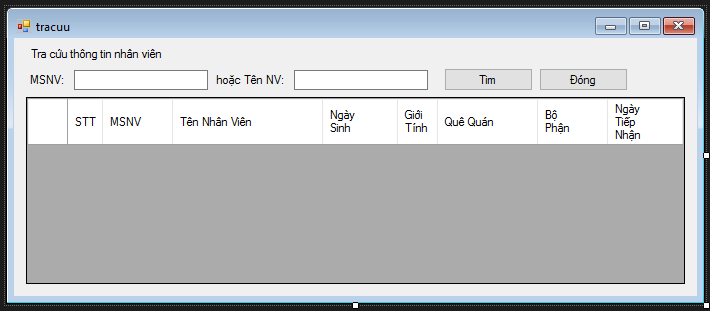 tracuu
Tra cứu thông tin nhân viên
MSNV: hoặc Tên NV: Tìm Đóng
STT MSNV Tên Nhân Viên Ngày Sinh Giới Tính Quê Quán Bộ Phận Ngày Tiếp Nhận